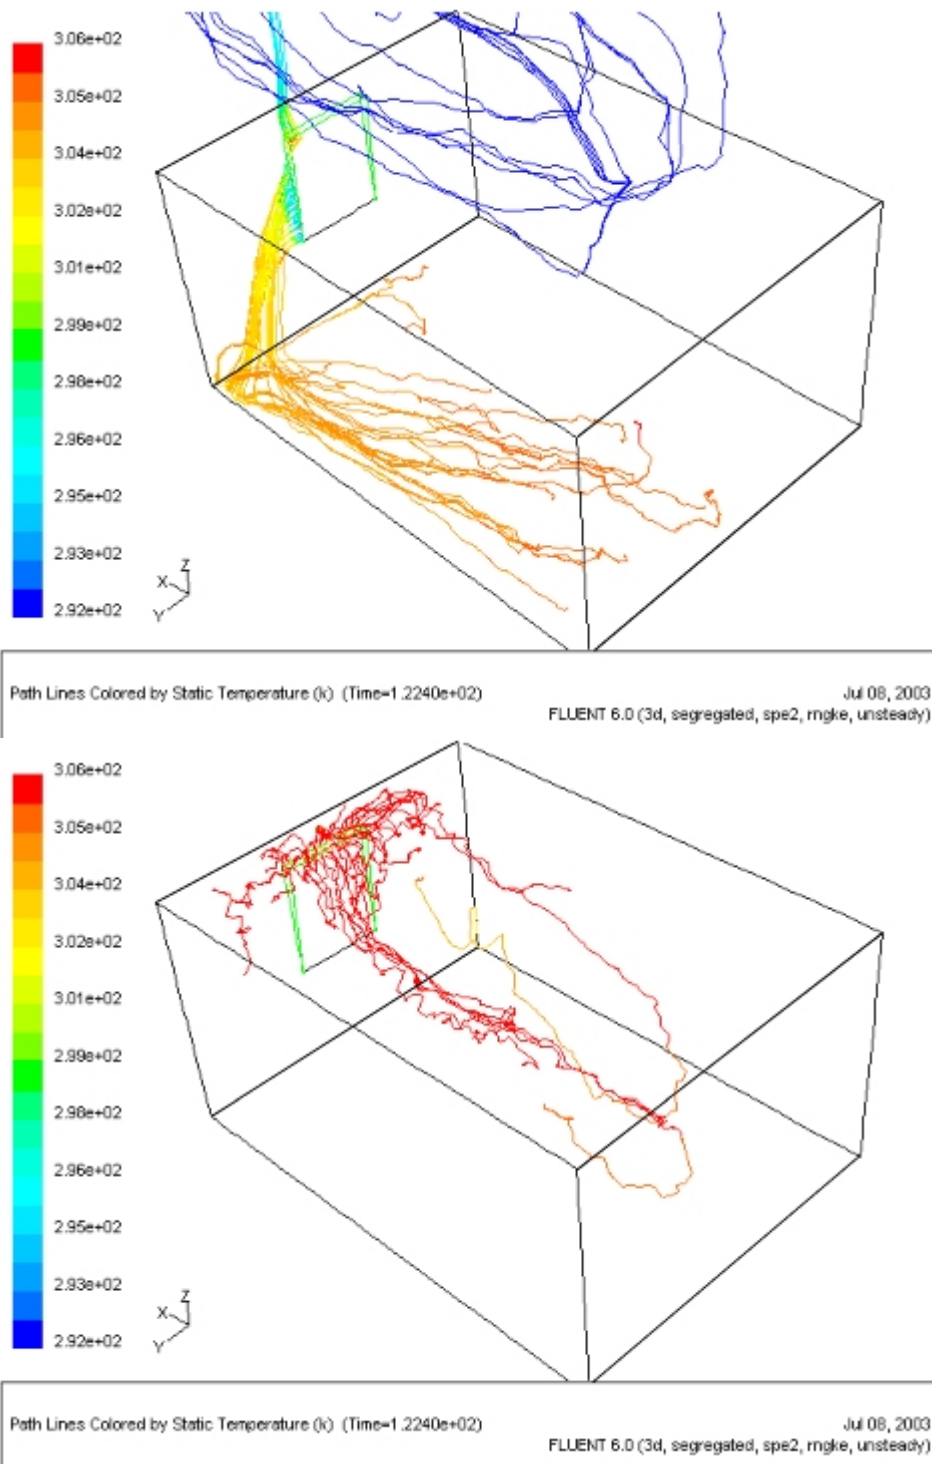 3.06e+02
3.05e+02
3.04e+02
3.02e+02
3.01e+02
2.99e+02
2.98e+02
2.96e+02
2.95e+02
2.93e+02
2.92e+02
Z
X
Y
Path Lines Colored by Static Temperature (k) (Time=1.2240e+02)
Jul 08, 2003
FLUENT 6.0 (3d, segregated, spe2, rngke, unsteady)
3.06e+02
3.05e+02
3.04e+02
3.02e+02
3.01e+02
2.99e+02
2.98e+02
2.96e+02
2.95e+02
2.93e+02
2.92e+02
Z
X
Y
Path Lines Colored by Static Temperature (k) (Time=1.2240e+02)
Jul 08, 2003
FLUENT 6.0 (3d, segregated, spe2, rngke, unsteady)